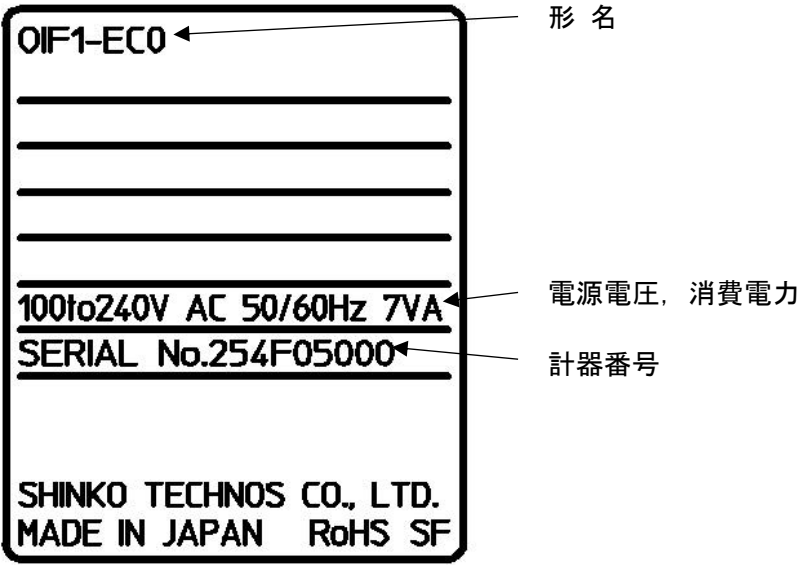 OIF1-EC0
形 名
100to240V AC 50/60Hz 7VA
電源電圧, 消費電力
SERIAL No.254F05000
計器番号
SHINKO TECHNOS CO., LTD.
MADE IN JAPAN RoHS SF